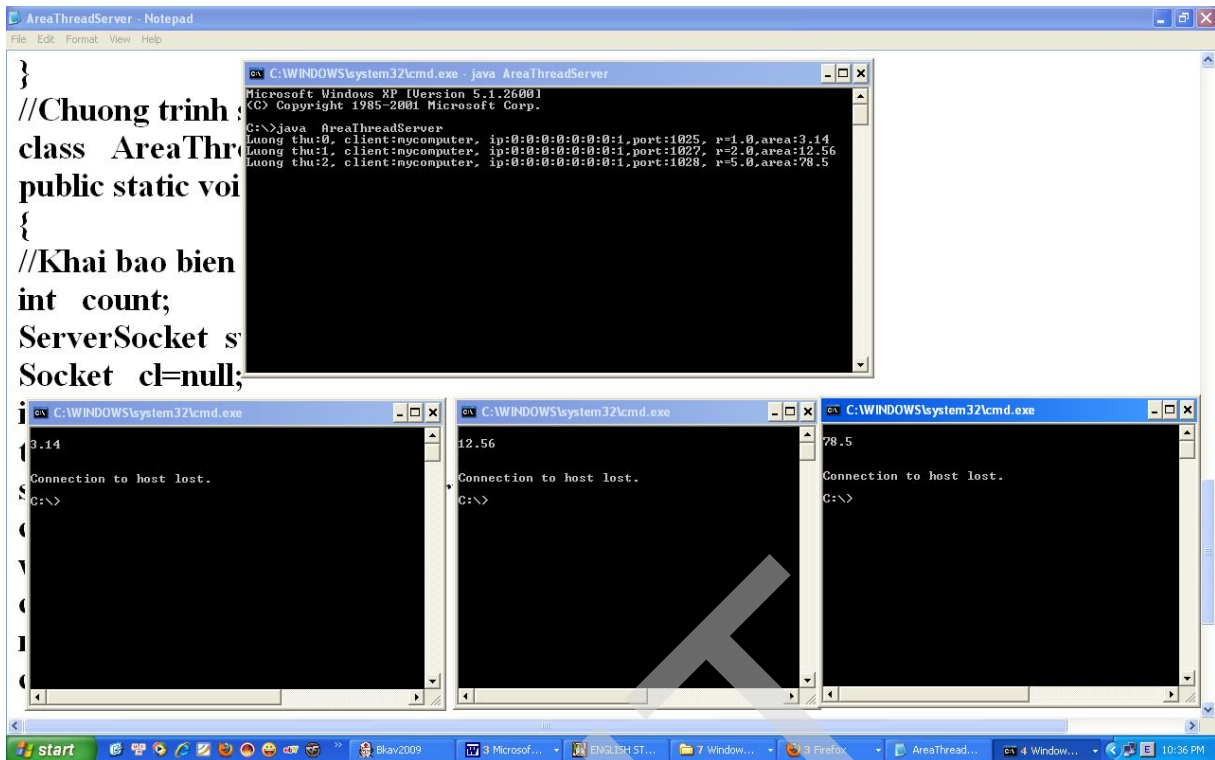 AreaThreadServer - Notepad
File Edit Format View Help
}
//Chuong trinh
class AreaThre
public static voi
{
//Khai bao bien
int count;
ServerSocket
Socket cl=null;
C:\WINDOWS\system32\cmd.exe - java AreaThreadServer
Microsoft Windows XP [Version 5.1.2600]
(C) Copyright 1985-2001 Microsoft Corp.
C:\>java AreaThreadServer
Luong thu:0, client:mycomputer, ip:0:0:0:0:0:0:0:1,port:1025, r=1.0,area:3.14
Luong thu:1, client:mycomputer, ip:0:0:0:0:0:0:0:1,port:1027, r=2.0,area:12.56
Luong thu:2, client:mycomputer, ip:0:0:0:0:0:0:0:1,port:1028, r=5.0,area:78.5
C:\WINDOWS\system32\cmd.exe
3.14
Connection to host lost.
C:\>
C:\WINDOWS\system32\cmd.exe
12.56
Connection to host lost.
C:\>
C:\WINDOWS\system32\cmd.exe
78.5
Connection to host lost.
C:\>
start Bkav2009 3 Microsof... ENGLISH ST... 7 Window... 3 Firefox AreaThread... 4 Window... E 10:36 PM